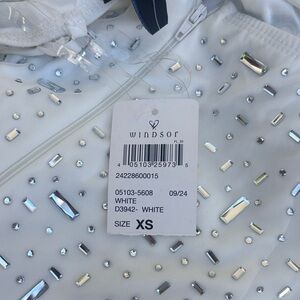 WINDSOR
4 05103 25973 5
24228600015
05103-5608 09/24
WHITE
D3942- WHITE
SIZE XS